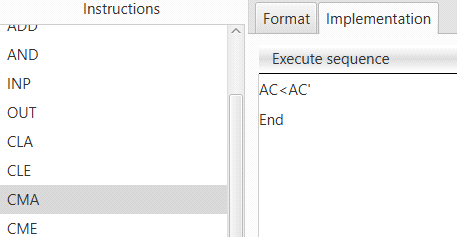 Instructions
ADD
AND
INP
OUT
CLA
CLE
CMA
CME
Format Implementation
Execute sequence
AC<AC'
End